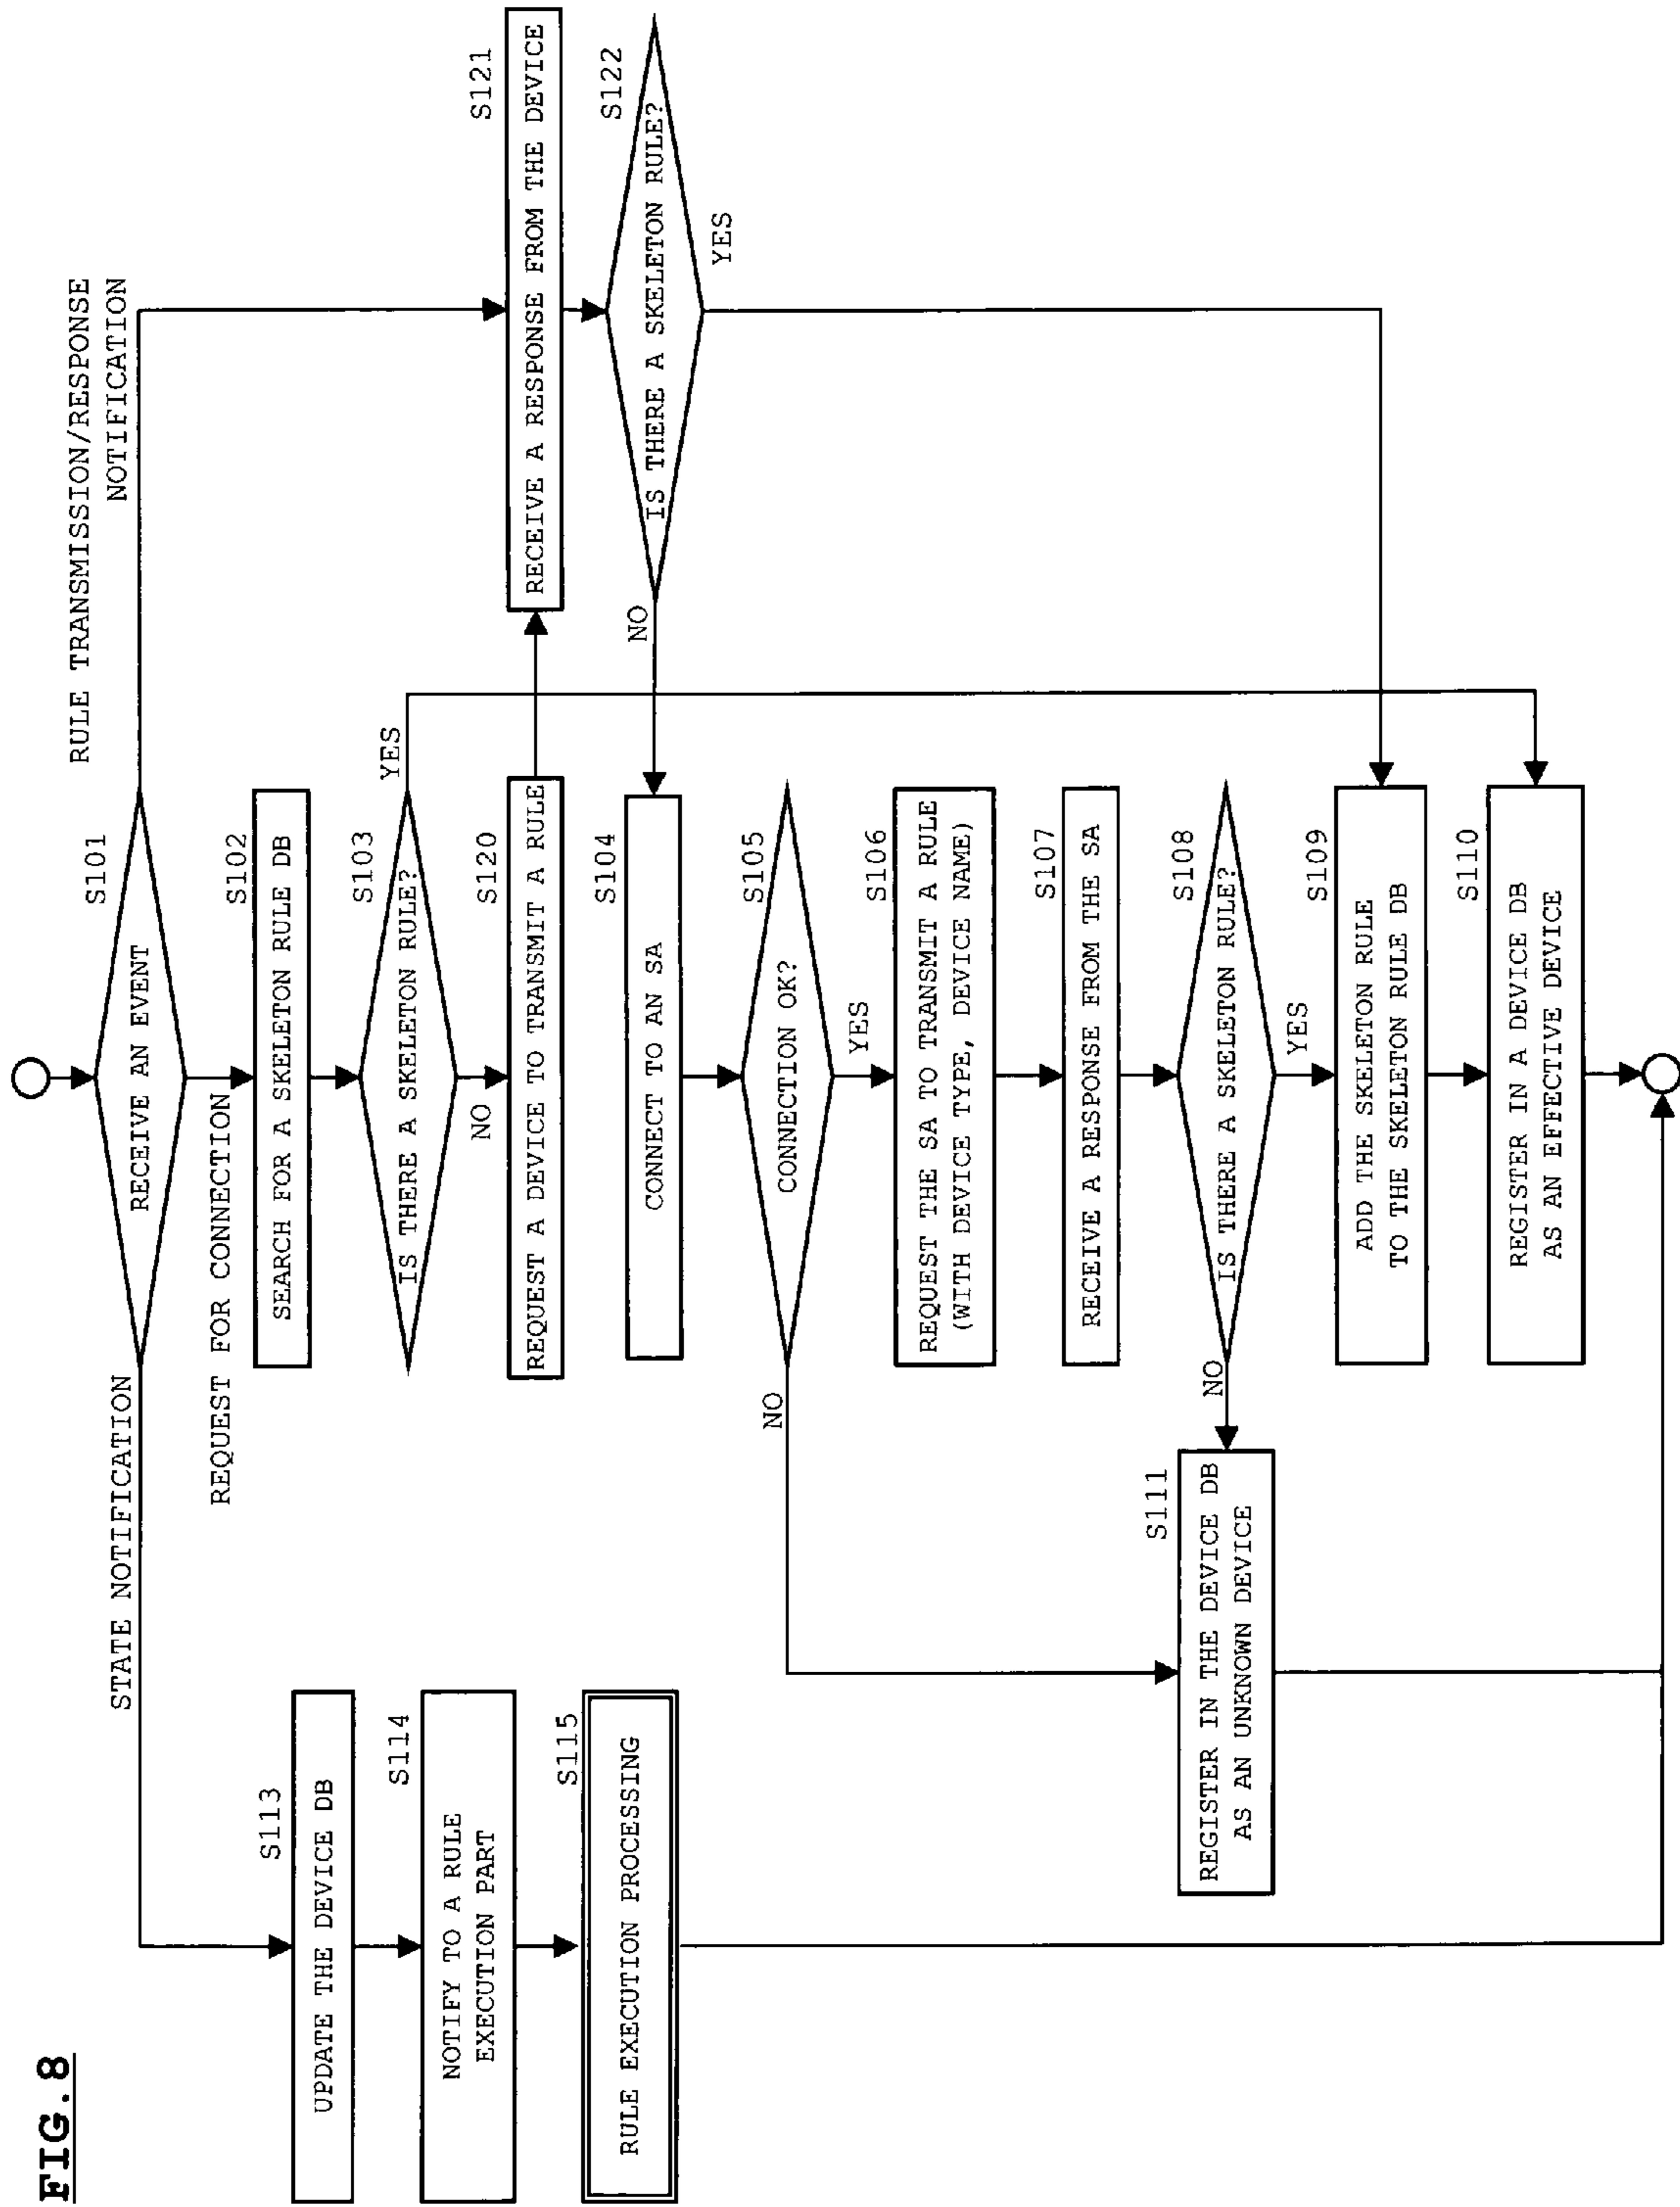 FIG.8
S101
RECEIVE AN EVENT
STATE NOTIFICATION
REQUEST FOR CONNECTION
RULE TRANSMISSION/RESPONSE
NOTIFICATION
S113
UPDATE THE DEVICE DB
S114
NOTIFY TO A RULE
EXECUTION PART
S115
RULE EXECUTION PROCESSING
S102
SEARCH FOR A SKELETON RULE DB
S103
IS THERE A SKELETON RULE?
YES
NO
S120
REQUEST A DEVICE TO TRANSMIT A RULE
S121
RECEIVE A RESPONSE FROM THE DEVICE
S122
IS THERE A SKELETON RULE?
NO
YES
S104
CONNECT TO AN SA
S105
CONNECTION OK?
NO
YES
S106
REQUEST THE SA TO TRANSMIT A RULE
(WITH DEVICE TYPE, DEVICE NAME)
S107
RECEIVE A RESPONSE FROM THE SA
S108
IS THERE A SKELETON RULE?
NO
YES
S111
REGISTER IN THE DEVICE DB
AS AN UNKNOWN DEVICE
S109
ADD THE SKELETON RULE
TO THE SKELETON RULE DB
S110
REGISTER IN A DEVICE DB
AS AN EFFECTIVE DEVICE